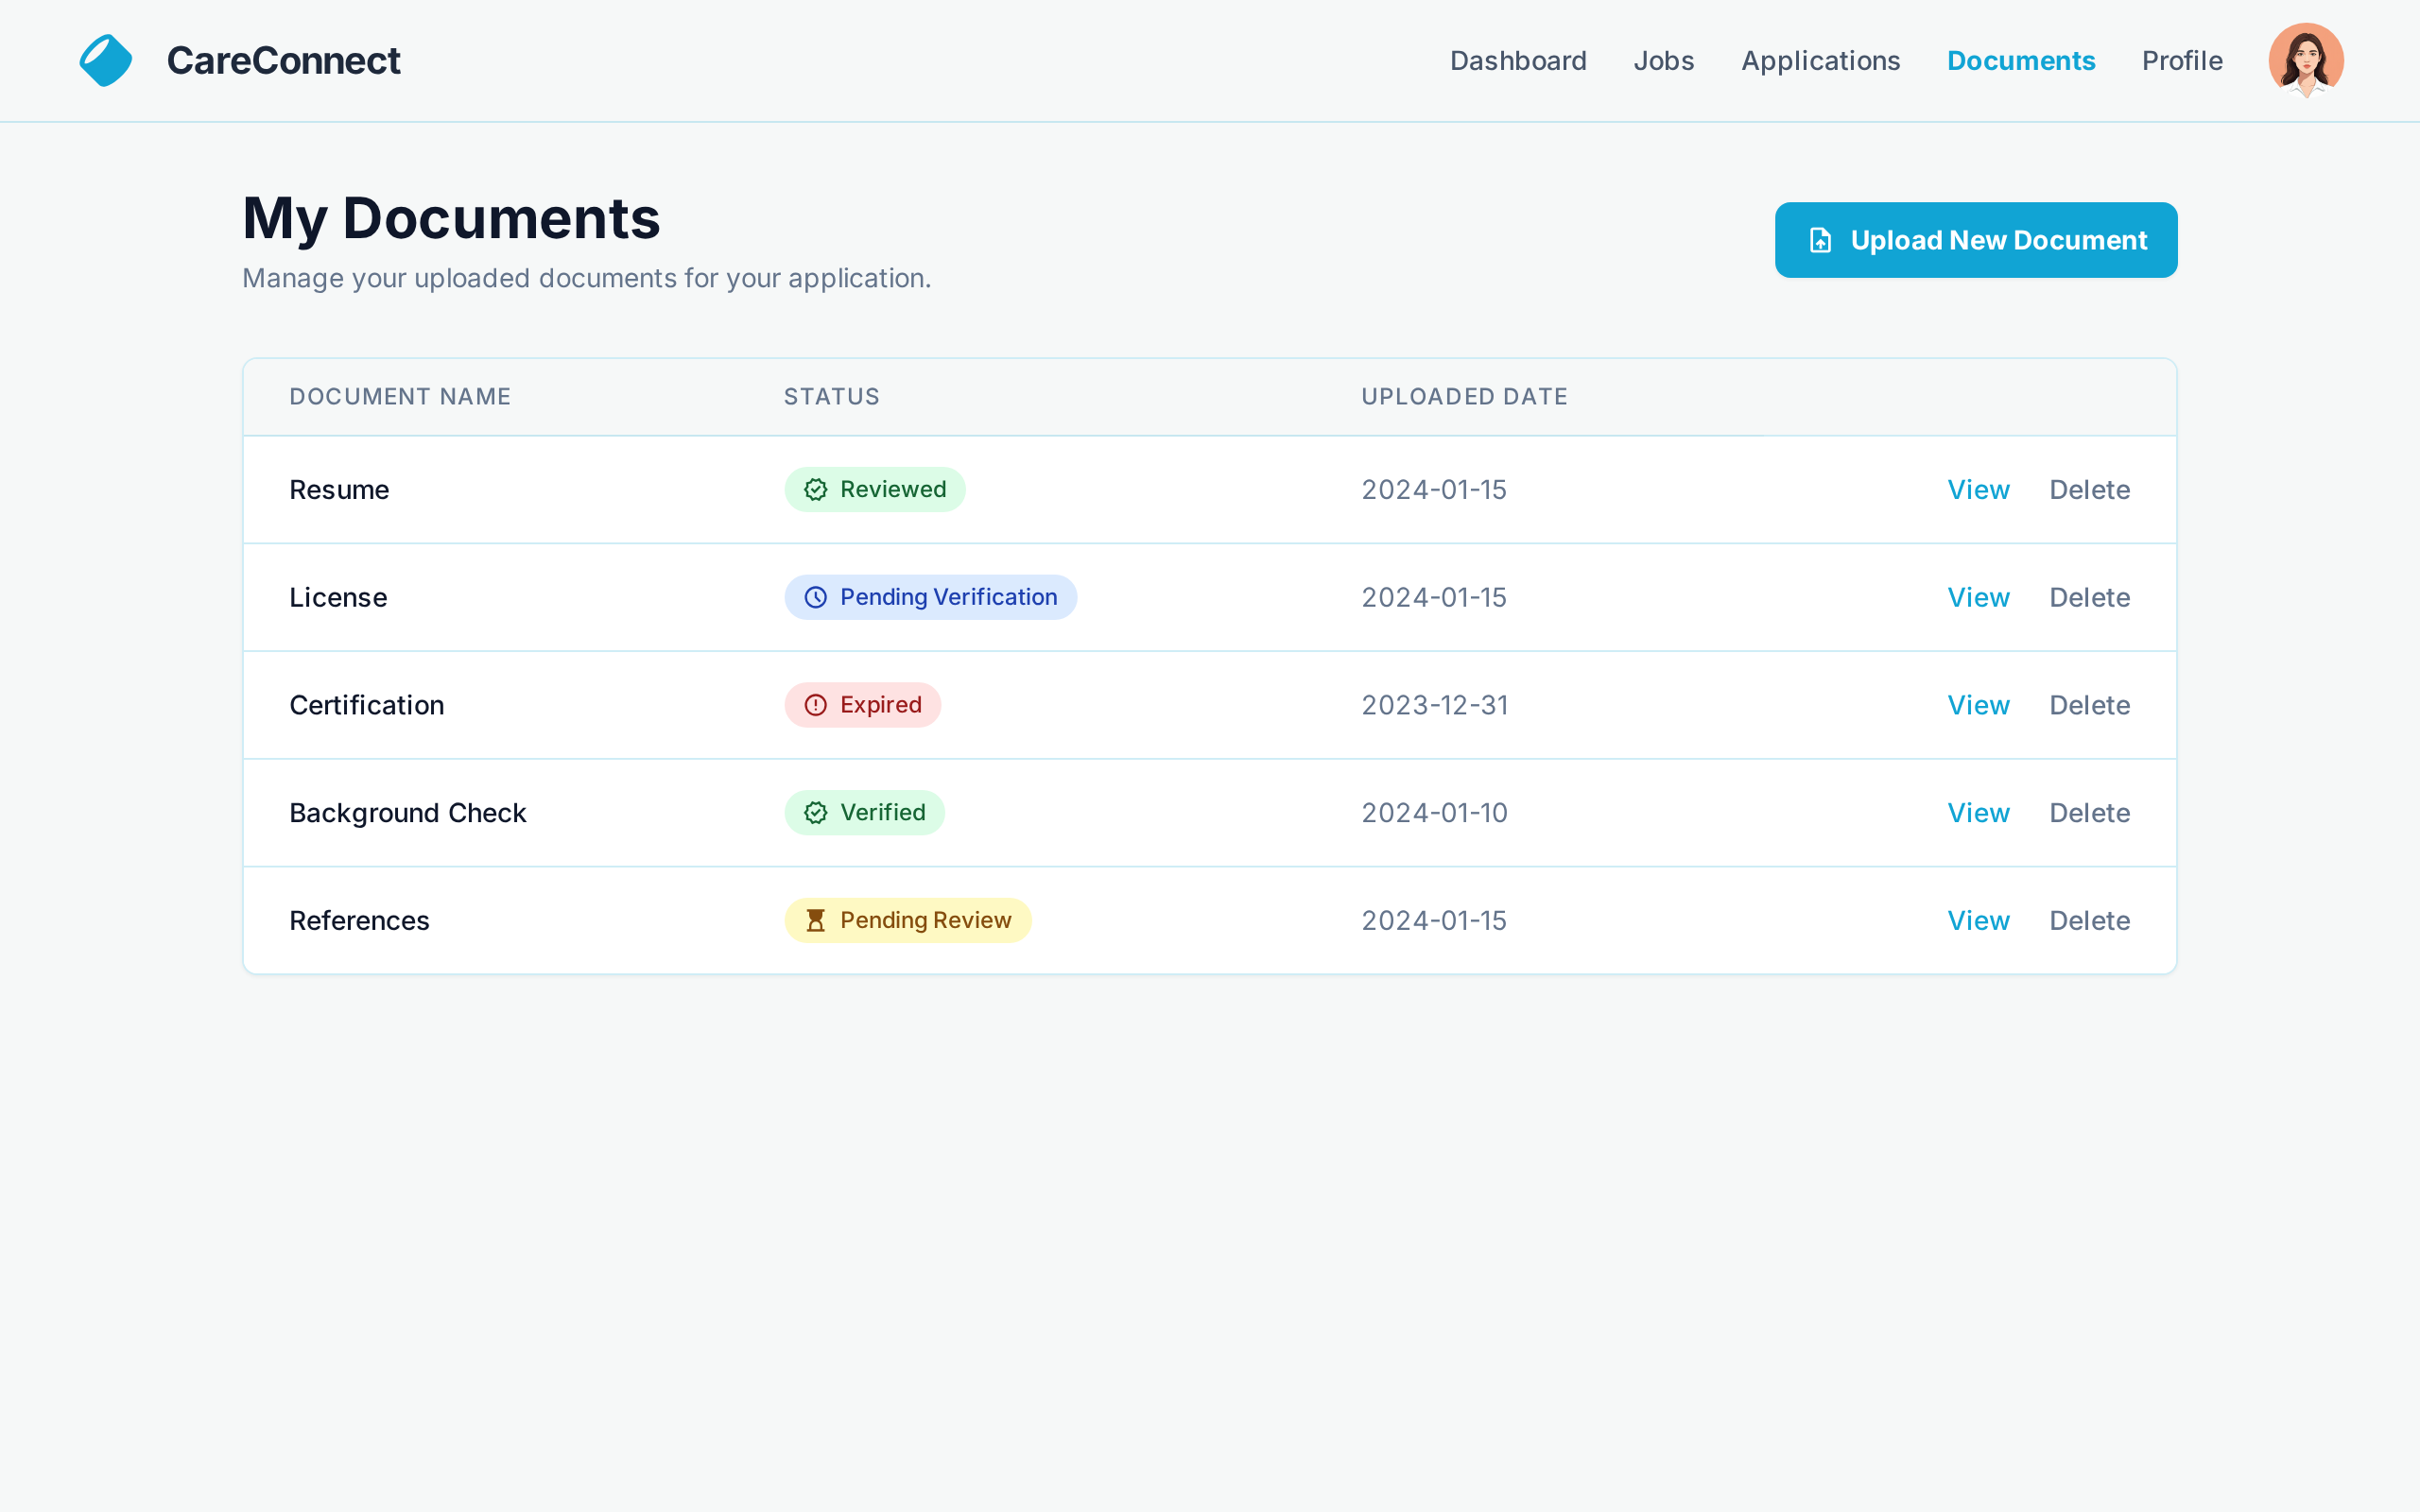 CareConnect
Dashboard Jobs Applications Documents Profile
My Documents
Manage your uploaded documents for your application.
Upload New Document
DOCUMENT NAME STATUS UPLOADED DATE
Resume Reviewed 2024-01-15 View Delete
License Pending Verification 2024-01-15 View Delete
Certification Expired 2023-12-31 View Delete
Background Check Verified 2024-01-10 View Delete
References Pending Review 2024-01-15 View Delete